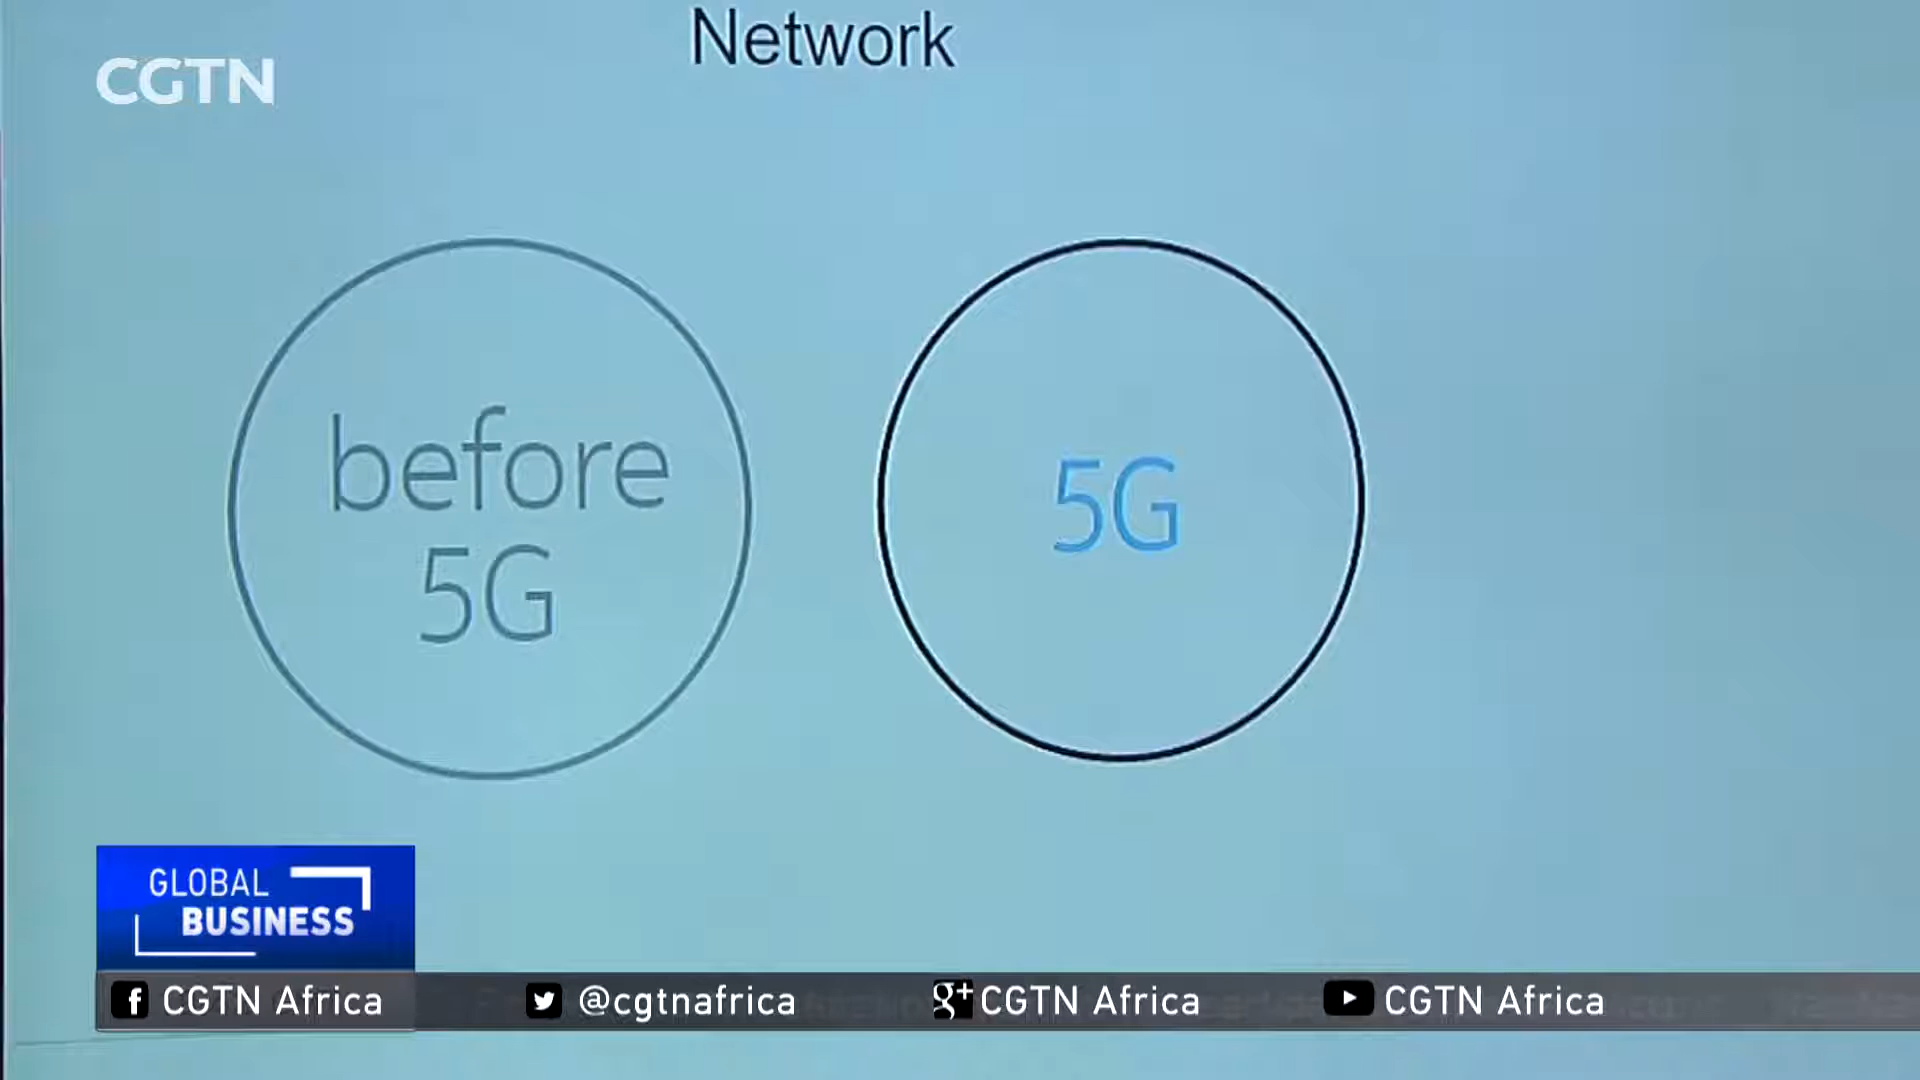 Network
CGTN
before
5G
5G
GLOBAL
BUSINESS
f CGTN Africa
@cgtnafrica
g+ CGTN Africa
CGTN Africa